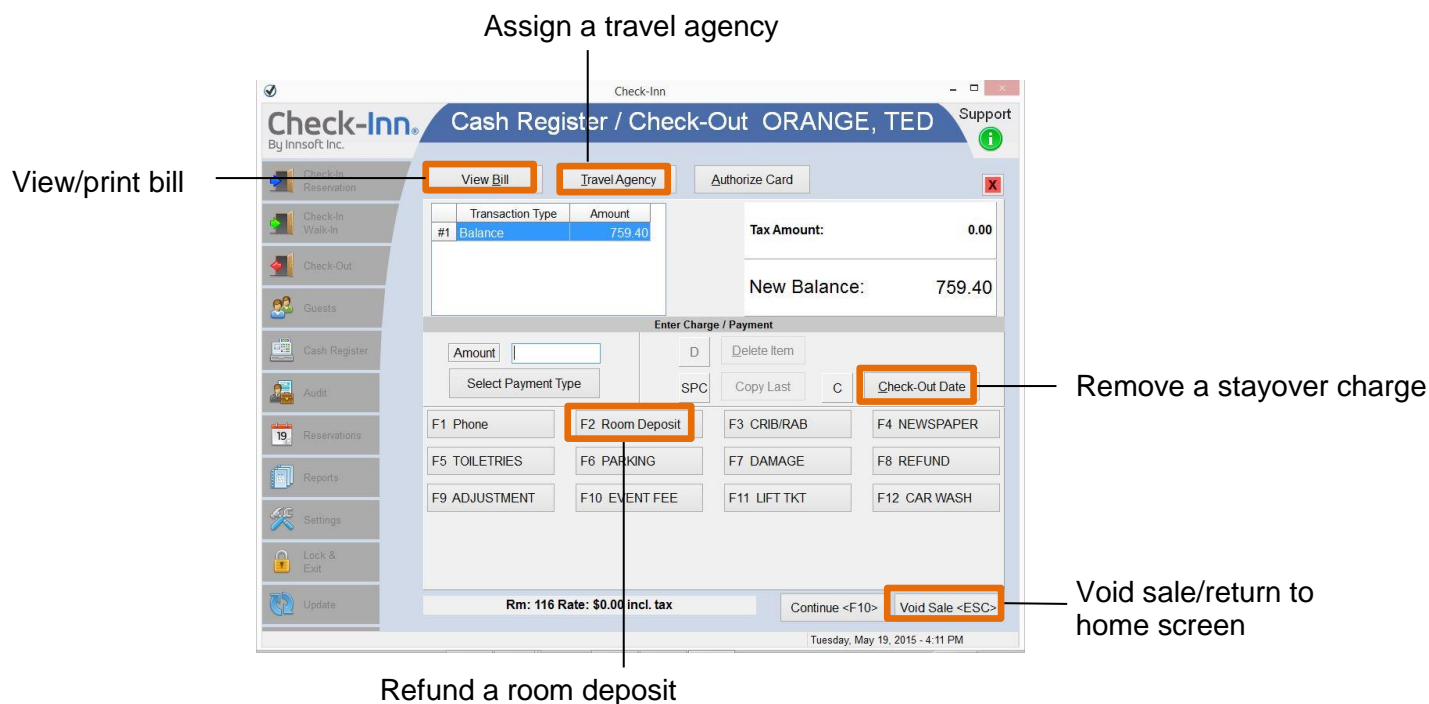 Assign a travel agency
Check-Inn
Check-Inn®
By Innsoft Inc.
Cash Register / Check-Out ORANGE, TED
Support
View/print bill
Check-In
Reservation
Check-In
Walk-In
Check-Out
Guests
Cash Register
Audit
19
Reservations
Reports
Settings
Lock &
Exit
Update
View Bill
Travel Agency
Authorize Card
X
Transaction Type Amount
#1 Balance 759.40
Tax Amount: 0.00
New Balance: 759.40
Enter Charge / Payment
Amount
D
Delete Item
Select Payment Type
SPC
Copy Last
C
Check-Out Date
Remove a stayover charge
F1 Phone
F2 Room Deposit
F3 CRIB/RAB
F4 NEWSPAPER
F5 TOILETRIES
F6 PARKING
F7 DAMAGE
F8 REFUND
F9 ADJUSTMENT
F10 EVENT FEE
F11 LIFT TKT
F12 CAR WASH
Rm: 116 Rate: $0.00 incl. tax
Continue <F10>
Void Sale <ESC>
Void sale/return to
home screen
Tuesday, May 19, 2015 - 4:11 PM
Refund a room deposit